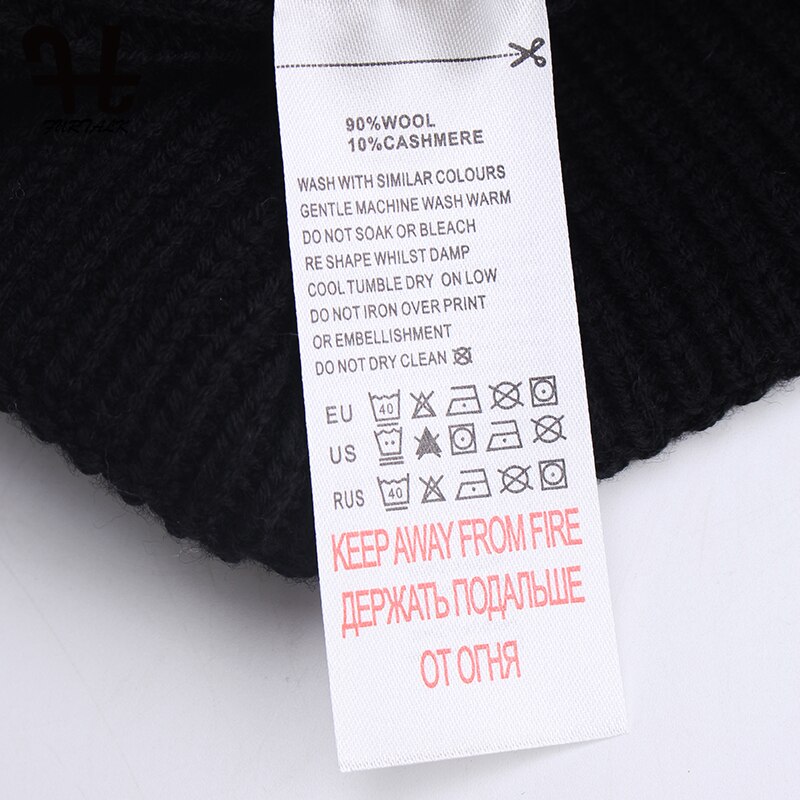 FURTALK
90%WOOL
10%CASHMERE
WASH WITH SIMILAR COLOURS
GENTLE MACHINE WASH WARM
DO NOT SOAK OR BLEACH
RE SHAPE WHILST DAMP
COOL TUMBLE DRY ON LOW
DO NOT IRON OVER PRINT
OR EMBELLISHMENT
DO NOT DRY CLEAN
EU 40
US
RUS 40
KEEP AWAY FROM FIRE
ДЕРЖАТЬ ПОДАЛЬШЕ
ОТ ОГНЯ